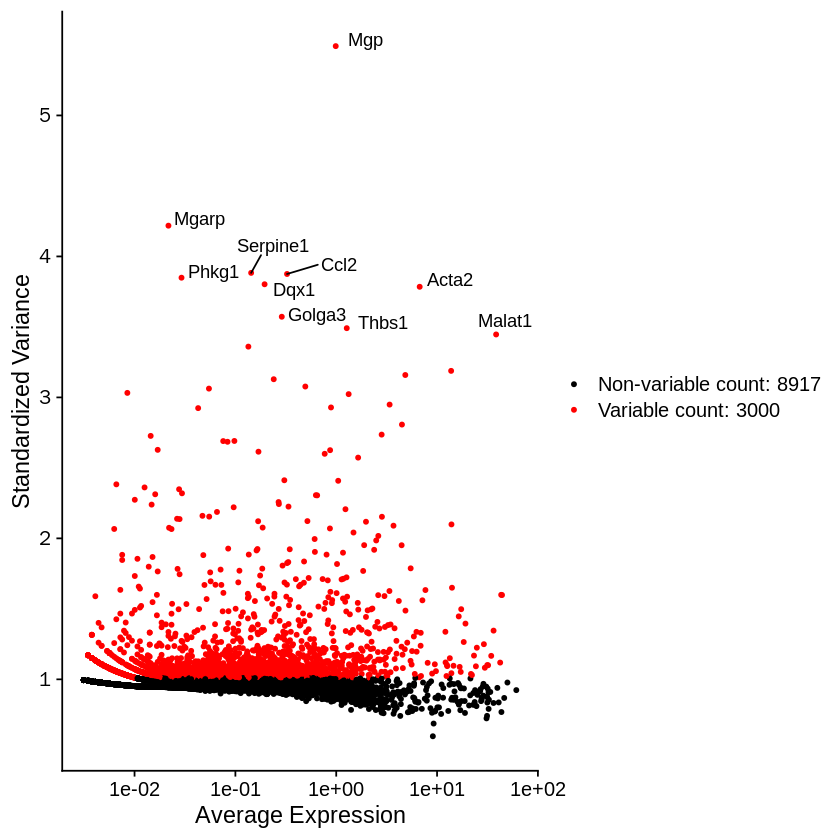 Mgp
5
Mgarp
Serpine1
4
Ccl2
Phkg1
Acta2
Dqx1
Golga3
Thbs1
Malat1
Standardized Variance
Non-variable count: 8917
3
Variable count: 3000
2
1
1e-02 1e-01 1e+00 1e+01 1e+02
Average Expression